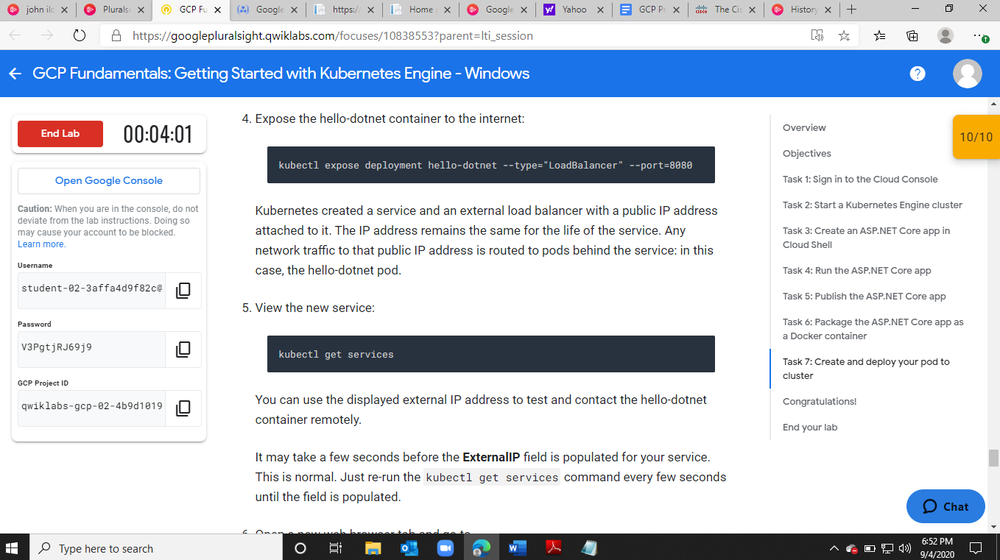 john ilc
Plurals
GCP Fu
Google
https:/
Home
Google
Yahoo
GCP Pr
The Cis
History
https://googlepluralsight.qwiklabs.com/focuses/10838553?parent=lti_session
GCP Fundamentals: Getting Started with Kubernetes Engine - Windows
End Lab
00:04:01
Open Google Console
Caution: When you are in the console, do not
deviate from the lab instructions. Doing so
may cause your account to be blocked.
Learn more.
Username
student-02-3affa4d9f82c@
Password
V3PgtjRJ69j9
GCP Project ID
qwiklabs-gcp-02-4b9d1019
4. Expose the hello-dotnet container to the internet:
kubectl expose deployment hello-dotnet --type="LoadBalancer" --port=8080
Kubernetes created a service and an external load balancer with a public IP address
attached to it. The IP address remains the same for the life of the service. Any
network traffic to that public IP address is routed to pods behind the service: in this
case, the hello-dotnet pod.
5. View the new service:
kubectl get services
You can use the displayed external IP address to test and contact the hello-dotnet
container remotely.
It may take a few seconds before the ExternalIP field is populated for your service.
This is normal. Just re-run the kubectl get services command every few seconds
until the field is populated.
6. Open a new web browser tab and go to
Overview
Objectives
Task 1: Sign in to the Cloud Console
Task 2: Start a Kubernetes Engine cluster
Task 3: Create an ASP.NET Core app in
Cloud Shell
Task 4: Run the ASP.NET Core app
Task 5: Publish the ASP.NET Core app
Task 6: Package the ASP.NET Core app as
a Docker container
Task 7: Create and deploy your pod to
cluster
Congratulations!
End your lab
10/10
Chat
Type here to search
6:52 PM
9/4/2020